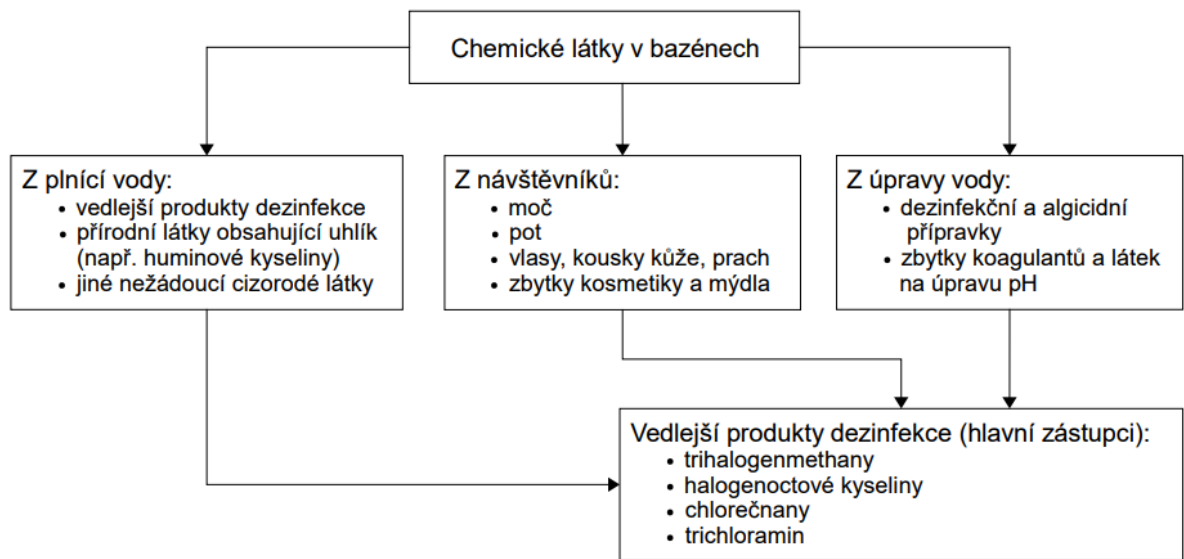 Chemické látky v bazénech
Z plnící vody:
• vedlejší produkty dezinfekce
• přírodní látky obsahující uhlík
(např. huminové kyseliny)
• jiné nežádoucí cizorodé látky
Z návštěvníků:
• moč
• pot
• vlasy, kousky kůže, prach
• zbytky kosmetiky a mýdla
Z úpravy vody:
• dezinfekční a algicidní
přípravky
• zbytky koagulantů a látek
na úpravu pH
Vedlejší produkty dezinfekce (hlavní zástupci):
• trihalogenmethany
• halogenoctové kyseliny
• chlorečnany
• trichloramin